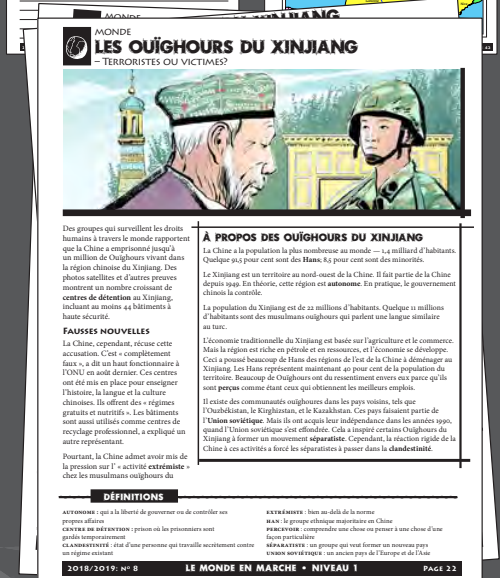 MONDE
MONDE
LES OUÏGHOURS DU XINJIANG
– TERRORISTES OU VICTIMES?
Des groupes qui surveillent les droits
humains à travers le monde rapportent
que la Chine a emprisonné jusqu'à
un million de Ouïghours vivant dans
la région chinoise du Xinjiang. Des
photos satellites et d'autres preuves
montrent un nombre croissant de
centres de détention au Xinjiang,
incluant au moins 44 bâtiments à
haute sécurité.
FAUSSES NOUVELLES
La Chine, cependant, récuse cette
accusation. C'est « complètement
faux », a dit un haut fonctionnaire à
l'ONU en août dernier. Ces centres
ont été mis en place pour enseigner
l'histoire, la langue et la culture
chinoises. Ils offrent des « régimes
gratuits et nutritifs ». Les bâtiments
sont aussi utilisés comme centres de
recyclage professionnel, a expliqué un
autre représentant.
Pourtant, la Chine admet avoir mis de
la pression sur l' « activité extrémiste »
chez les musulmans ouïghours du
À PROPOS DES OUÏGHOURS DU XINJIANG
La Chine a la population la plus nombreuse au monde — 1,4 milliard d'habitants.
Quelque 91,5 pour cent sont des Hans; 8,5 pour cent sont des minorités.
Le Xinjiang est un territoire au nord-ouest de la Chine. Il fait partie de la Chine
depuis 1949. En théorie, cette région est autonome. En pratique, le gouvernement
chinois la contrôle.
La population du Xinjiang est de 22 millions d'habitants. Quelque 11 millions
d'habitants sont des musulmans ouïghours qui parlent une langue similaire
au turc.
L'économie traditionnelle du Xinjiang est basée sur l'agriculture et le commerce.
Mais la région est riche en pétrole et en ressources, et l'économie se développe.
Ceci a poussé beaucoup de Hans des régions de l'est de la Chine à déménager au
Xinjiang. Les Hans représentent maintenant 40 pour cent de la population du
territoire. Beaucoup de Ouïghours ont du ressentiment envers eux parce qu'ils
sont perçus comme étant ceux qui obtiennent les meilleurs emplois.
Il existe des communautés ouïghoures dans les pays voisins, tels que
l'Ouzbékistan, le Kirghizstan, et le Kazakhstan. Ces pays faisaient partie de
l'Union soviétique. Mais ils ont acquis leur indépendance dans les années 1990,
quand l'Union soviétique s'est effondrée. Cela a inspiré certains Ouïghours du
Xinjiang à former un mouvement séparatiste. Cependant, la réaction rigide de la
Chine à ces activités a forcé les séparatistes à passer dans la clandestinité.
DÉFINITIONS
AUTONOME : qui a la liberté de gouverner ou de contrôler ses
propres affaires
CENTRE DE DÉTENTION : prison où les prisonniers sont
gardés temporairement
CLANDESTINITÉ : état d'une personne qui travaille secrètement contre
un régime existant
EXTRÉMISTE : bien au-delà de la norme
HAN : le groupe ethnique majoritaire en Chine
PERCEVOIR : comprendre une chose ou penser à une chose d'une
façon particulière
SÉPARATISTE : un groupe qui veut former un nouveau pays
UNION SOVIÉTIQUE : un ancien pays de l'Europe et de l'Asie
2018/2019: Nº 8
LE MONDE EN MARCHE • NIVEAU 1
PAGE 22